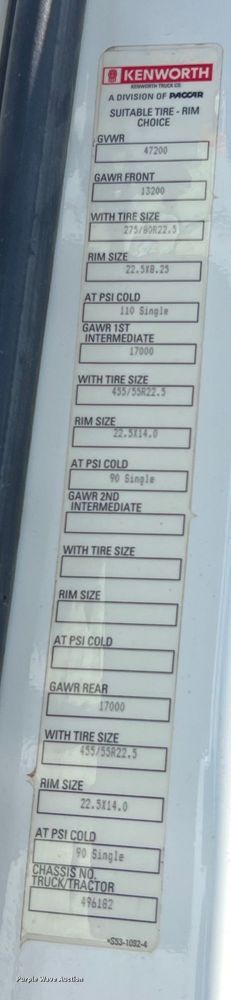 KENWORTH
KENWORTH TRUCK CO.
A DIVISION OF PACCAR
SUITABLE TIRE - RIM
CHOICE
GVWR
47200
GAWR FRONT
13200
WITH TIRE SIZE
275/80R22.5
RIM SIZE
22.5X8.25
AT PSI COLD
110 Single
GAWR 1ST
INTERMEDIATE
17000
WITH TIRE SIZE
455/55R22.5
RIM SIZE
22.5X14.0
AT PSI COLD
90 Single
GAWR 2ND
INTERMEDIATE
WITH TIRE SIZE
RIM SIZE
AT PSI COLD
GAWR REAR
17000
WITH TIRE SIZE
455/55R22.5
RIM SIZE
22.5X14.0
AT PSI COLD
90 Single
CHASSIS NO.
TRUCK/TRACTOR
496182
*S53-1092-4
Purple Wave Auction